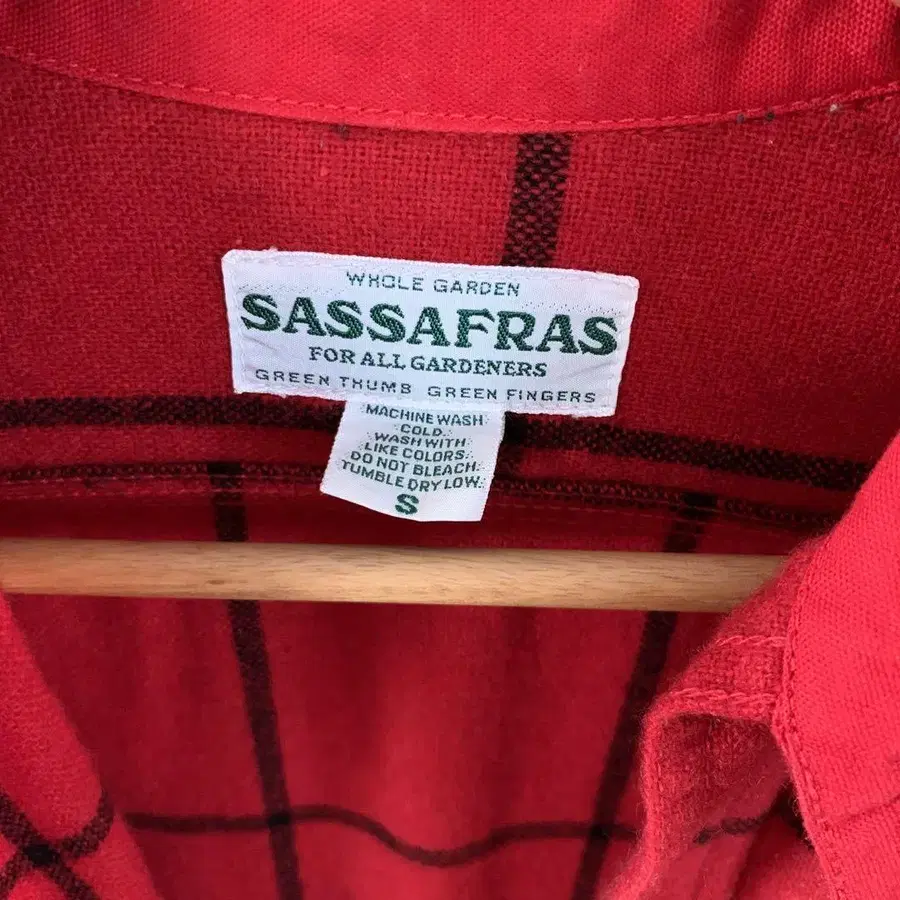 WHOLE GARDEN
SASSAFRAS
FOR ALL GARDENERS
GREEN THUMB GREEN FINGERS
MACHINE WASH
COLD.
WASH WITH
LIKE COLORS.
DO NOT BLEACH.
TUMBLE DRY LOW.
S